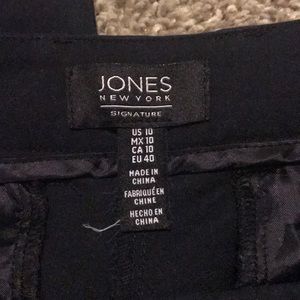 JONES
NEW YORK
SIGNATURE
US 10
MX 10
CA 10
EU 40
MADE IN
CHINA
FABRIQUÉ EN
CHINE
HECHO EN
CHINA